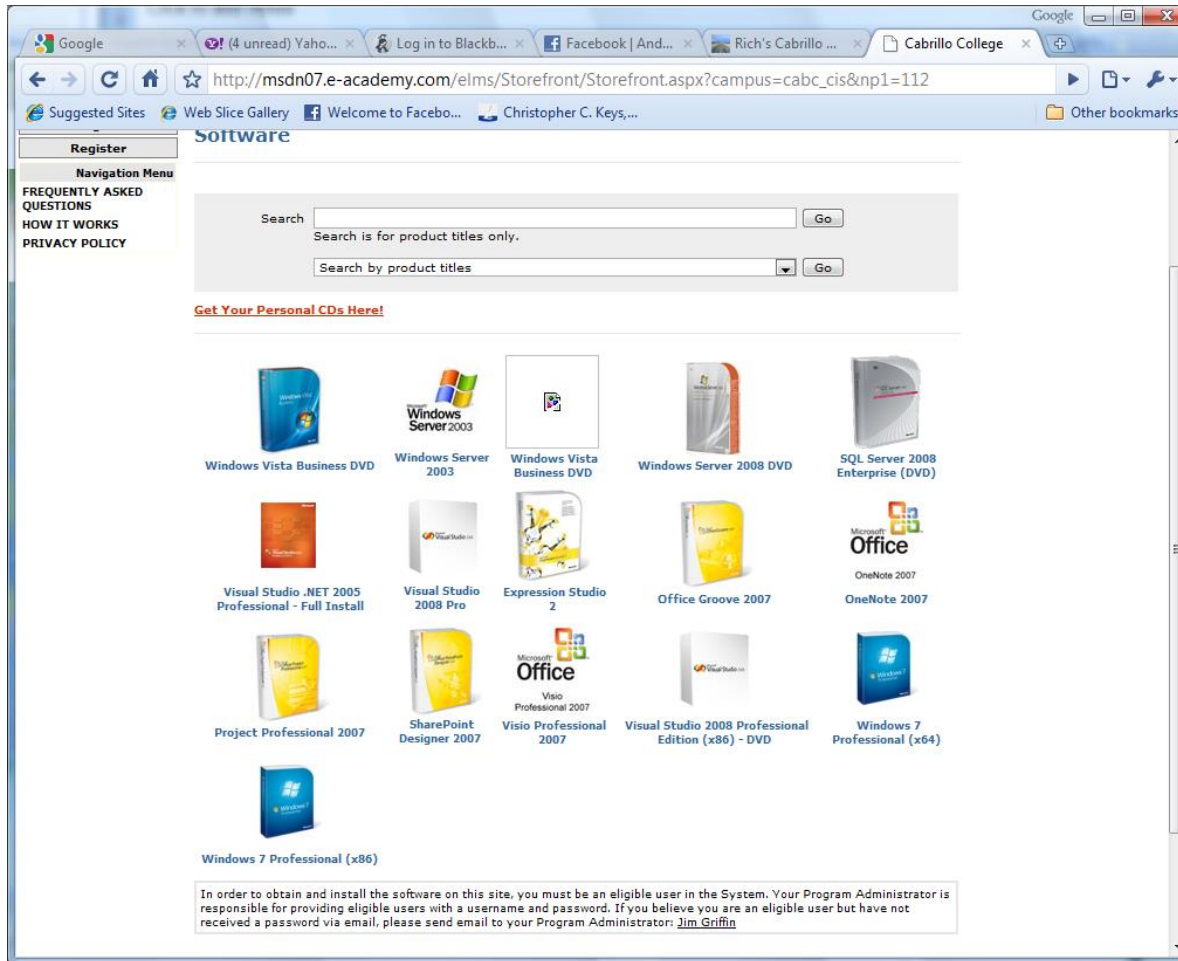 Google
Google
(4 unread) Yaho...
Log in to Blackb...
Facebook | And...
Rich's Cabrillo ...
Cabrillo College
http://msdn07.e-academy.com/elms/Storefront/Storefront.aspx?campus=cabc_cis&np1=112
Suggested Sites
Web Slice Gallery
Welcome to Facebo...
Christopher C. Keys,...
Other bookmarks
Register
Navigation Menu
FREQUENTLY ASKED
QUESTIONS
HOW IT WORKS
PRIVACY POLICY
Software
Search
Go
Search is for product titles only.
Search by product titles
Go
Get Your Personal CDs Here!
Microsoft
Windows
Server 2003
Windows Vista Business DVD
Windows Server
2003
Windows Vista
Business DVD
Windows Server 2008 DVD
SQL Server 2008
Enterprise (DVD)
Microsoft
Office
OneNote 2007
Visual Studio .NET 2005
Professional - Full Install
Visual Studio
2008 Pro
Expression Studio
2
Office Groove 2007
OneNote 2007
Microsoft
Office
Visio
Professional 2007
Project Professional 2007
SharePoint
Designer 2007
Visio Professional
2007
Visual Studio 2008 Professional
Edition (x86) - DVD
Windows 7
Professional (x64)
Windows 7 Professional (x86)
In order to obtain and install the software on this site, you must be an eligible user in the System. Your Program Administrator is
responsible for providing eligible users with a username and password. If you believe you are an eligible user but have not
received a password via email, please send email to your Program Administrator: Jim Griffin